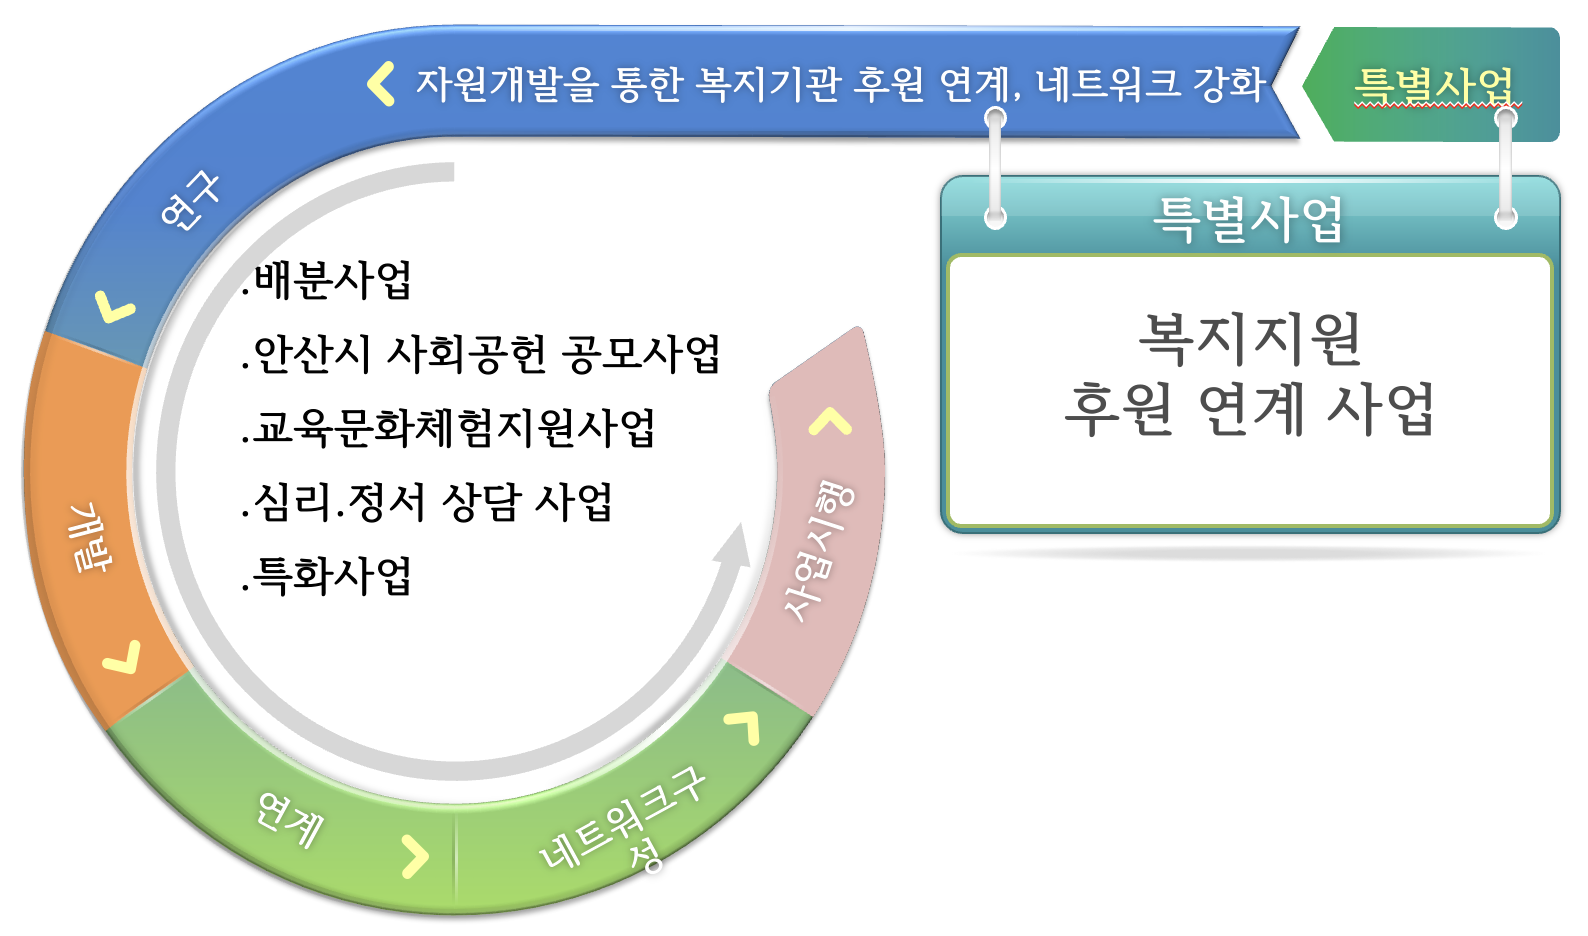 자원개발을 통한 복지기관 후원 연계, 네트워크 강화
특별사업
연구
개발
연계
네트워크구
성
사업시행
.배분사업
.안산시 사회공헌 공모사업
.교육문화체험지원사업
.심리.정서 상담 사업
.특화사업
특별사업
복지지원
후원 연계 사업